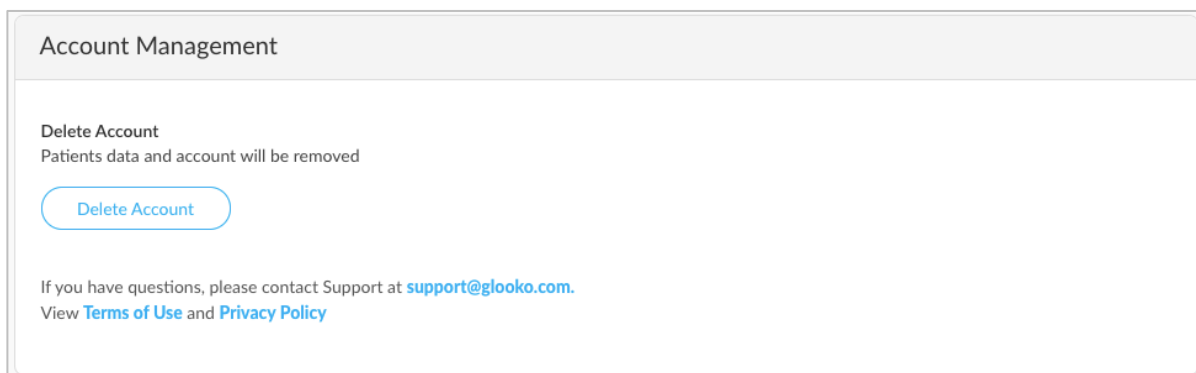 Account Management
Delete Account
Patients data and account will be removed
Delete Account
If you have questions, please contact Support at support@glooko.com.
View Terms of Use and Privacy Policy